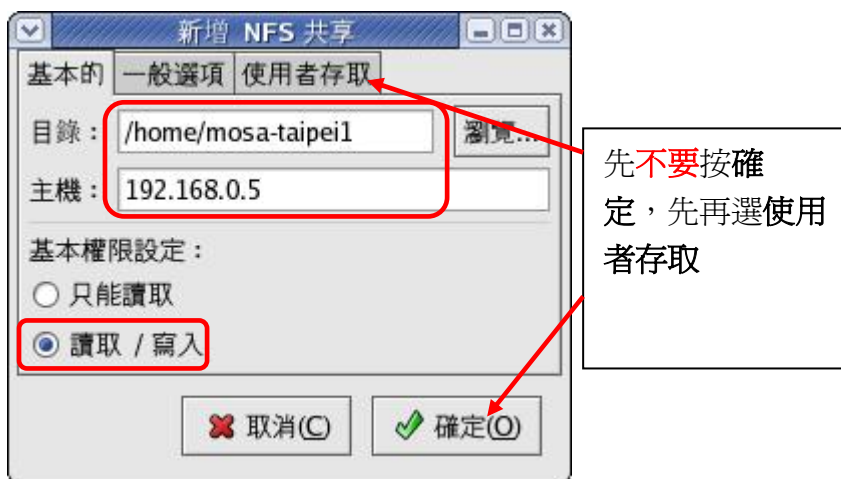 新增 NFS 共享
基本的 一般選項 使用者存取
目錄： /home/mosa-taipei1 瀏覽...
主機： 192.168.0.5
基本權限設定：
只能讀取
讀取 / 寫入
取消(C) 確定(O)
先不要按確
定，先再選使用
者存取